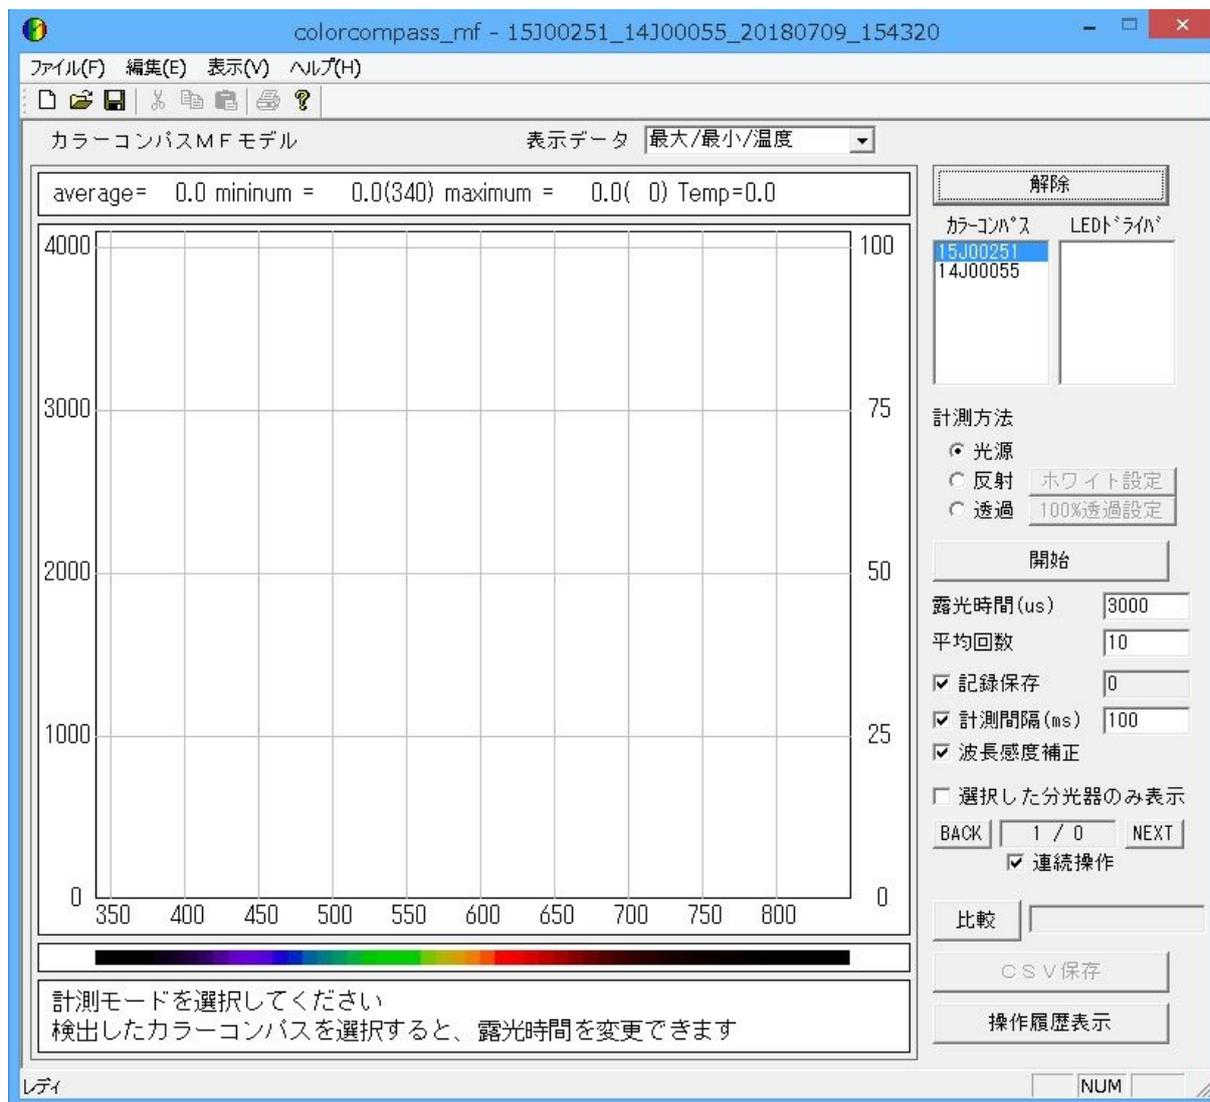 colorcompass_mf - 15J00251_14J00055_20180709_154320
ファイル(F) 編集(E) 表示(V) ヘルプ(H)
カラーコンパスMFモデル 表示データ 最大/最小/温度
average= 0.0 mininum = 0.0(340) maximum = 0.0( 0) Temp=0.0
解除
カラーコンパス LEDドライバ
15J00251
14J00055
4000 100
3000 75
2000 50
1000 25
0 0
350 400 450 500 550 600 650 700 750 800
計測方法
光源
反射 ホワイト設定
透過 100%透過設定
開始
露光時間(us) 3000
平均回数 10
記録保存 0
計測間隔(ms) 100
波長感度補正
選択した分光器のみ表示
BACK 1 / 0 NEXT
連続操作
比較
CSV保存
操作履歴表示
計測モードを選択してください
検出したカラーコンパスを選択すると、露光時間を変更できます
レディ NUM